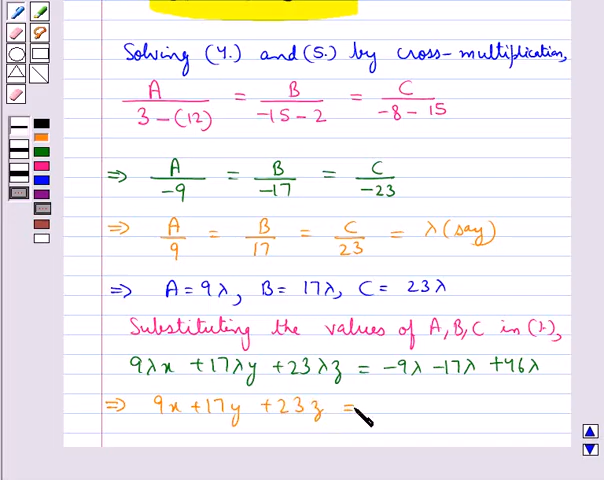 Solving (4.) and (5.) by cross-multiplication,
A/3-(12) = B/-15-2 = C/-8-15
⇒ A/-9 = B/-17 = C/-23
⇒ A/9 = B/17 = C/23 = λ (say)
⇒ A = 9λ, B = 17λ, C = 23λ
Substituting the values of A, B, C in (1.),
9λx + 17λy + 23λz = -9λ - 17λ + 46λ
⇒ 9x + 17y + 23z =